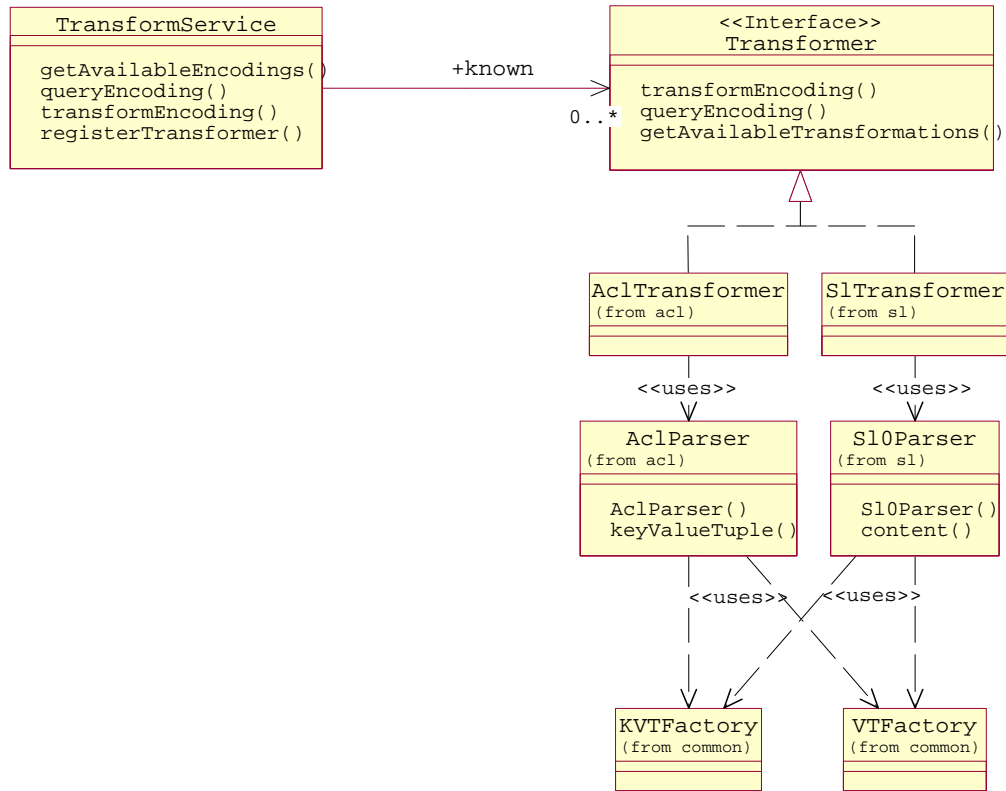 TransformService
getAvailableEncodings()
queryEncoding()
transformEncoding()
registerTransformer()
+known
0..*
<<Interface>>
Transformer
transformEncoding()
queryEncoding()
getAvailableTransformations()
AclTransformer
(from acl)
SlTransformer
(from sl)
<<uses>>
<<uses>>
AclParser
(from acl)
AclParser()
keyValueTuple()
Sl0Parser
(from sl)
Sl0Parser()
content()
<<uses>>
<<uses>>
KVTFactory
(from common)
VTFactory
(from common)